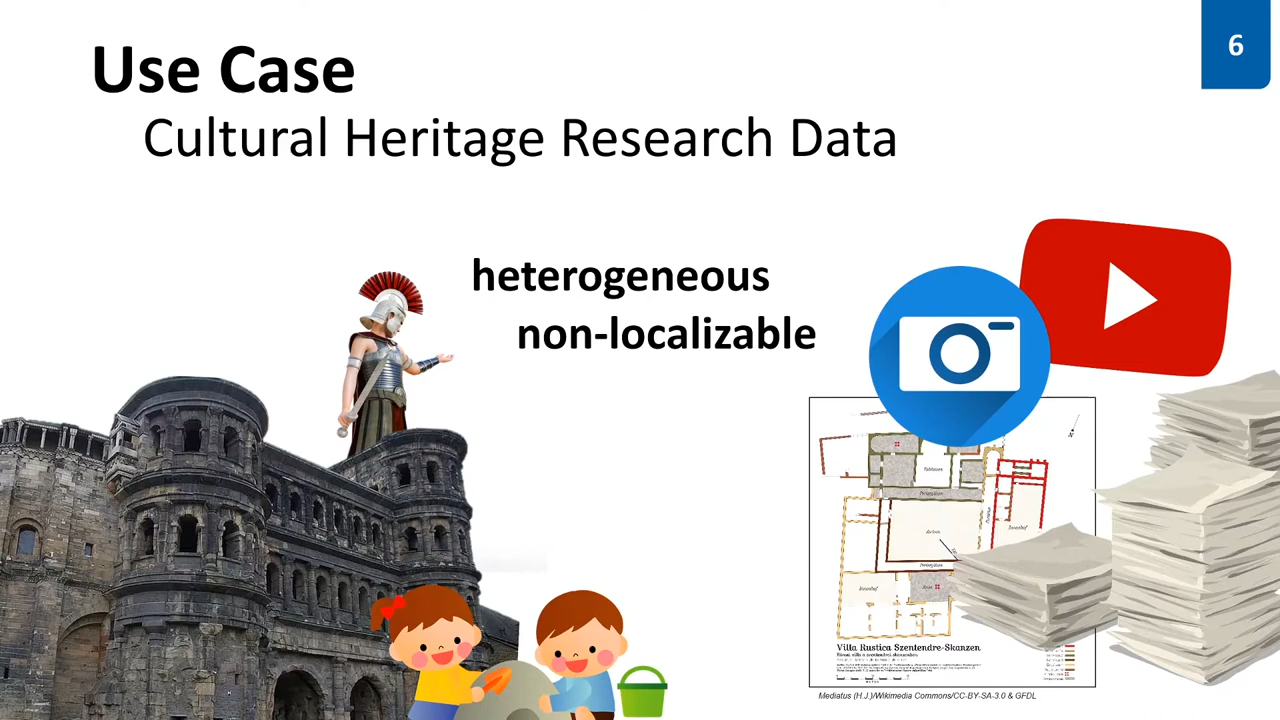 6
Use Case
Cultural Heritage Research Data
heterogeneous
non-localizable
Villa Rustica Szentendre-Skanzen
Mediatus (H.J.)/Wikimedia Commons/CC-BY-SA-3.0 & GFDL